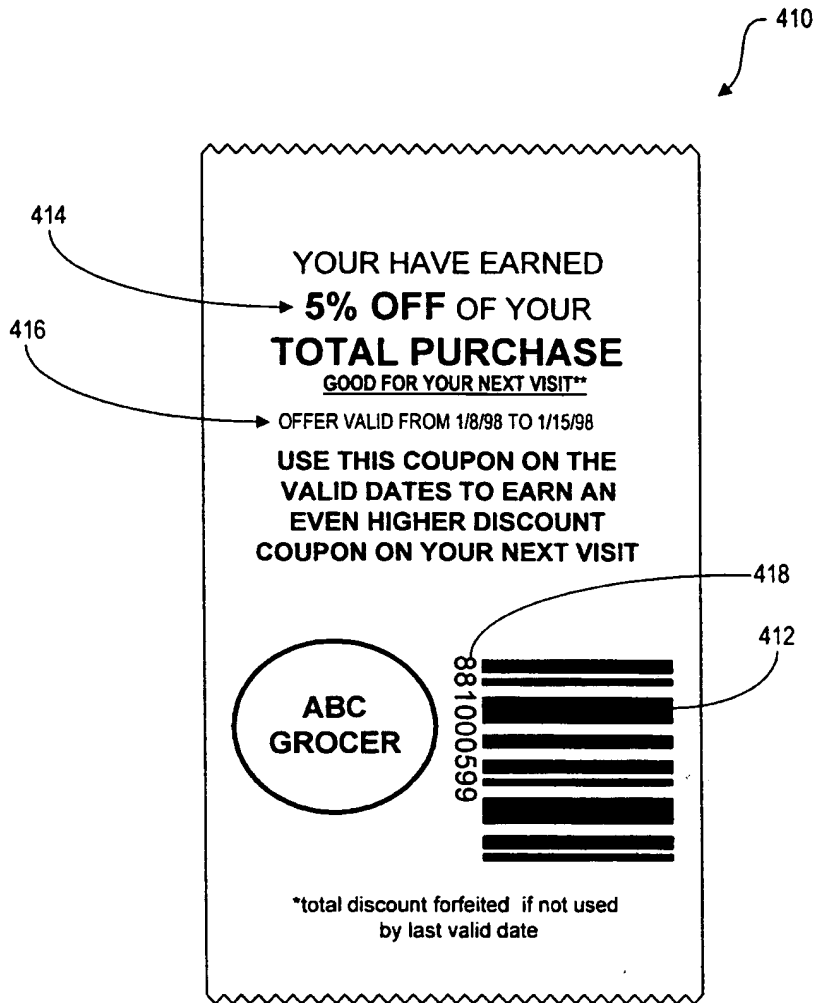 410
414
YOUR HAVE EARNED
5% OFF OF YOUR
416
TOTAL PURCHASE
GOOD FOR YOUR NEXT VISIT**
OFFER VALID FROM 1/8/98 TO 1/15/98
USE THIS COUPON ON THE
VALID DATES TO EARN AN
EVEN HIGHER DISCOUNT
COUPON ON YOUR NEXT VISIT
418
412
881000599
ABC
GROCER
*total discount forfeited if not used
by last valid date